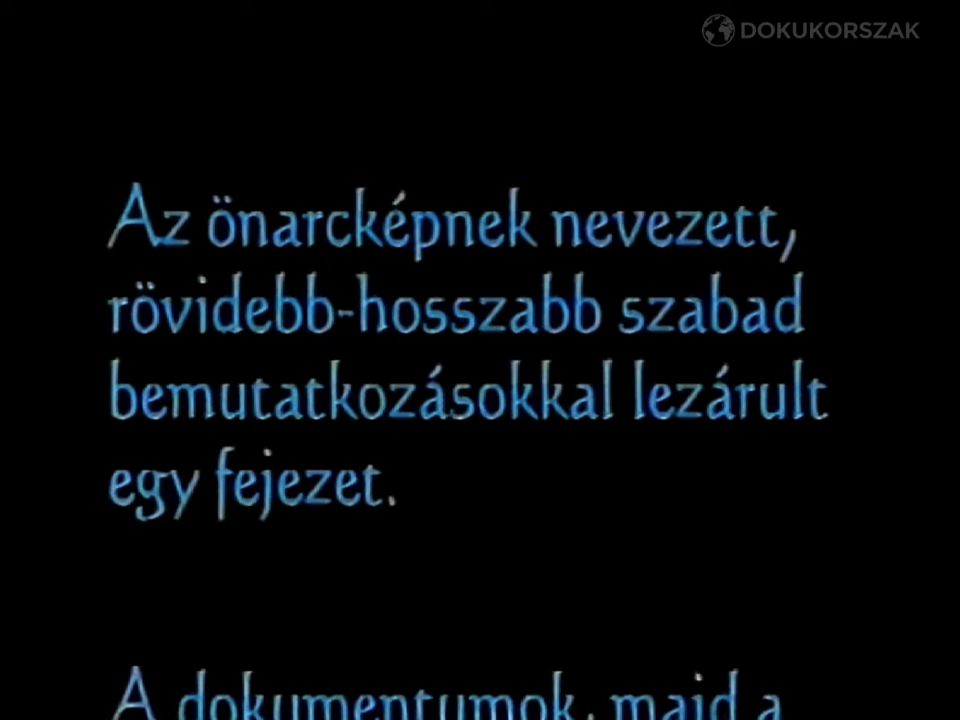 DOKUKORSZAK
Az önarcképnek nevezett,
rövidebb-hosszabb szabad
bemutatkozásokkal lezárult
egy fejezet.
A dokumentumok, majd a